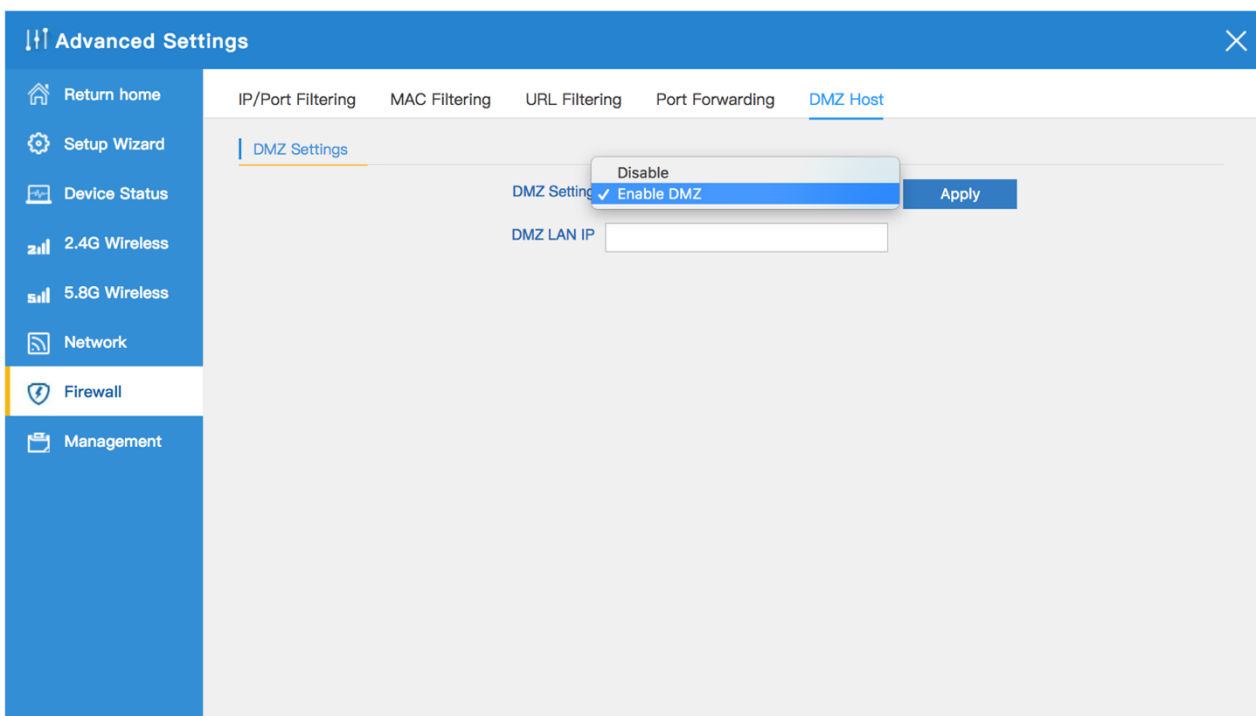 Advanced Settings
Return home
Setup Wizard
Device Status
2.4G Wireless
5.8G Wireless
Network
Firewall
Management
IP/Port Filtering MAC Filtering URL Filtering Port Forwarding DMZ Host
DMZ Settings
Disable
DMZ Setting ✓ Enable DMZ Apply
DMZ LAN IP